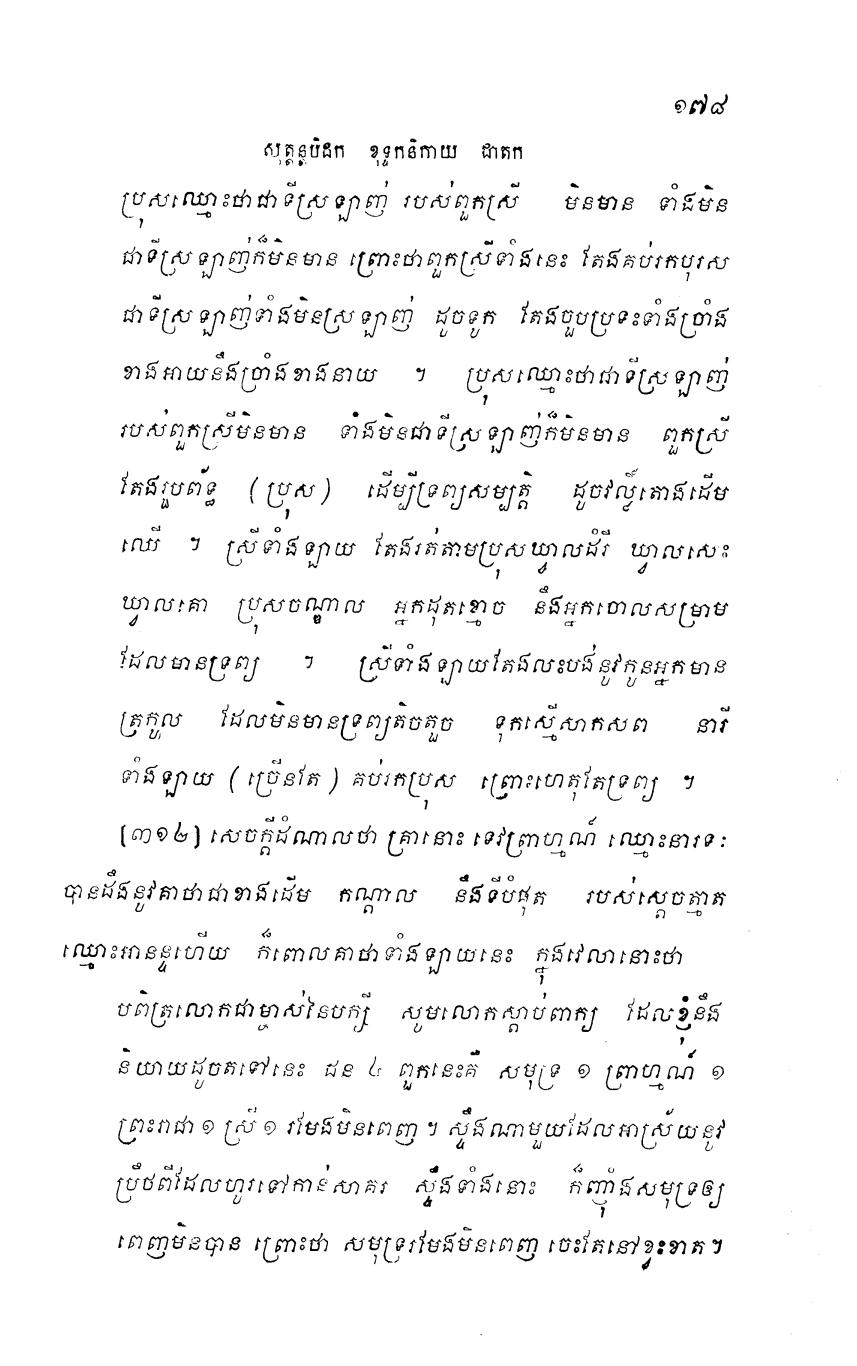 ១៧៨
សុត្តន្តបិដក ខុទ្ទកនិកាយ ជាតក
ប្រុសឈ្មោះថាជាទីស្រឡាញ់ របស់ពួកស្រី មិនមាន ទាំងមិន
ជាទីស្រឡាញ់ក៏មិនមាន ព្រោះថាពួកស្រីទាំងនេះ តែងគប់រកបុរស
ជាទីស្រឡាញ់ទាំងមិនស្រឡាញ់ ដូចទូក តែងចួបប្រទះទាំងច្រាំង
ខាងអាយនឹងច្រាំងខាងនាយ ។ ប្រុសឈ្មោះថាជាទីស្រឡាញ់
របស់ពួកស្រីមិនមាន ទាំងមិនជាទីស្រឡាញ់ក៏មិនមាន ពួកស្រី
តែងរួបព័ទ្ធ (ប្រុស) ដើម្បីទ្រព្យសម្បត្តិ ដូចវល្លិ៍តោងដើម
ឈើ ។ ស្រីទាំងឡាយ តែងរត់តាមប្រុសឃ្វាលដំរី ឃ្វាលសេះ
ឃ្វាលគោ ប្រុសចណ្ឌាល អ្នកដុតខ្មោច នឹងអ្នកចោលសម្រាម
ដែលមានទ្រព្យ ។ ស្រីទាំងឡាយតែងលះបង់នូវកូនអ្នកមាន
ត្រកូល ដែលមិនមានទ្រព្យតិចតួច ទុកស្មើសាកសព នារី
ទាំងឡាយ (ច្រើនតែ) គប់រកប្រុស ព្រោះហេតុតែទ្រព្យ ។
[៣១៤] សេចក្តីដំណាលថា គ្រានោះ ទេវព្រាហ្មណ៍ ឈ្មោះនារទៈ
បានដឹងនូវគាថាជាខាងដើម កណ្តាល នឹងទីបំផុត របស់ស្តេចត្មាត
ឈ្មោះអានន្ទហើយ ក៏ពោលគាថាទាំងឡាយនេះ ក្នុងវេលានោះថា
បពិត្រលោកជាម្ចាស់នៃបក្សី សូមលោកស្តាប់ពាក្យ ដែលខ្ញុំនឹង
និយាយដូចតទៅនេះ ជន ៤ ពួកនេះគឺ សមុទ្រ ១ ព្រាហ្មណ៍ ១
ព្រះរាជា ១ ស្រី ១ រមែងមិនពេញ ។ ស្ទឹងណាមួយដែលអាស្រ័យនូវ
ប្រឹថពីដែលហូរទៅកាន់សាគរ ស្ទឹងទាំងនោះ ក៏ញ៉ាំងសមុទ្រឲ្យ
ពេញមិនបាន ព្រោះថា សមុទ្ររមែងមិនពេញ ចេះតែនៅខ្វះខាត។